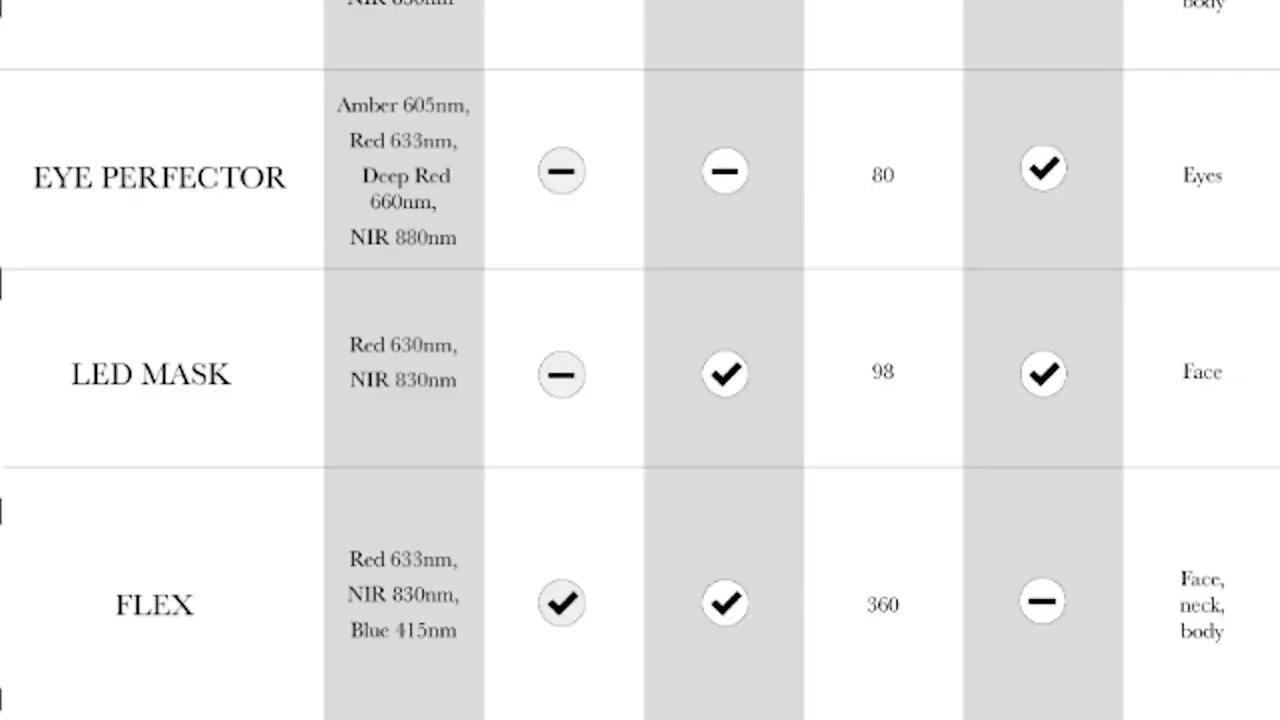 body
Amber 605nm,
Red 633nm,
EYE PERFECTOR
Deep Red
660nm,
NIR 880nm
80
Eyes
LED MASK
Red 630nm,
NIR 830nm
98
Face
FLEX
Red 633nm,
NIR 830nm,
Blue 415nm
360
Face,
neck,
body